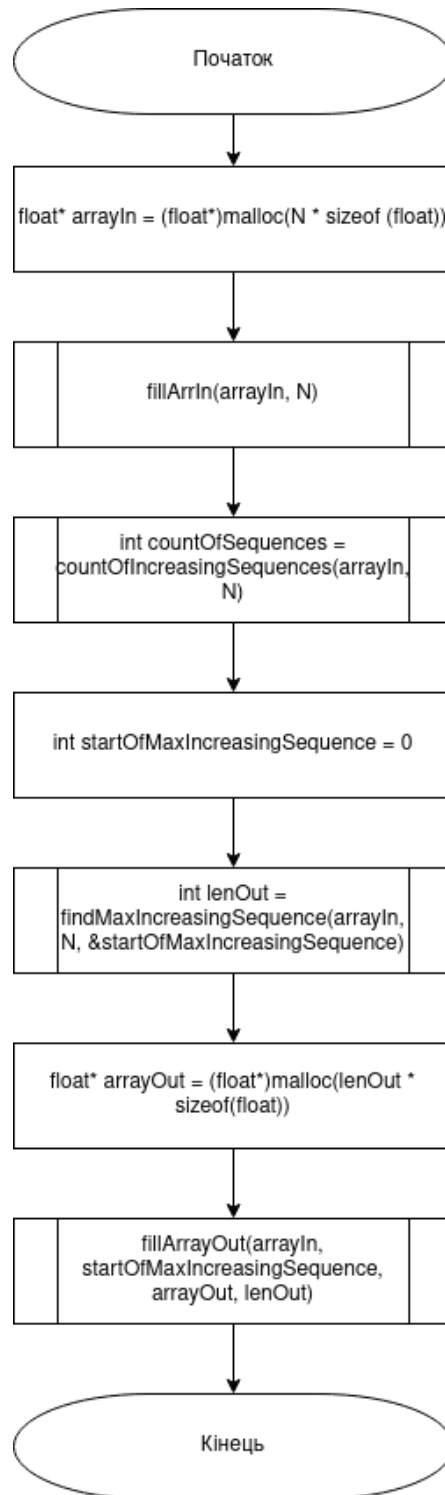 Початок
float* arrayIn = (float*)malloc(N * sizeof (float))
fillArrIn(arrayIn, N)
int countOfSequences =
countOfIncreasingSequences(arrayIn,
N)
int startOfMaxIncreasingSequence = 0
int lenOut =
findMaxIncreasingSequence(arrayIn,
N, &startOfMaxIncreasingSequence)
float* arrayOut = (float*)malloc(lenOut *
sizeof(float))
fillArrayOut(arrayIn,
startOfMaxIncreasingSequence,
arrayOut, lenOut)
Кінець